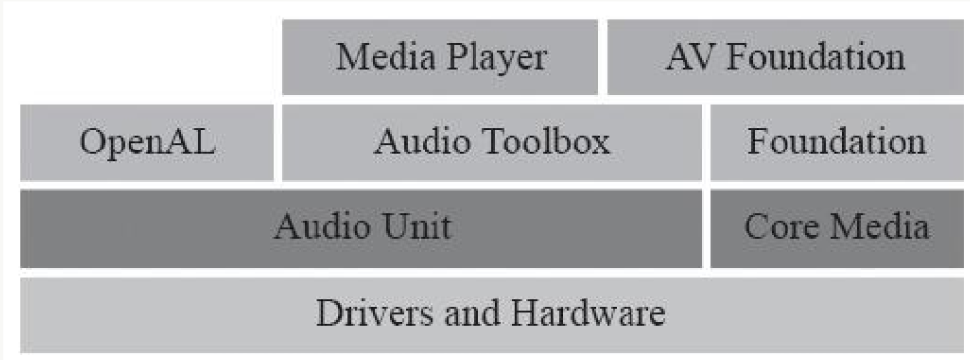 Media Player
AV Foundation
OpenAL
Audio Toolbox
Foundation
Audio Unit
Core Media
Drivers and Hardware